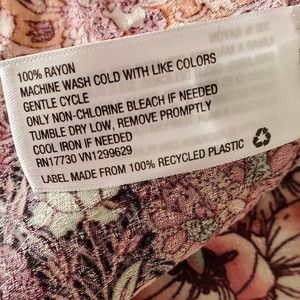 100% RAYON
MACHINE WASH COLD WITH LIKE COLORS
GENTLE CYCLE
ONLY NON-CHLORINE BLEACH IF NEEDED
TUMBLE DRY LOW, REMOVE PROMPTLY
COOL IRON IF NEEDED
RN17730 VN1299629
LABEL MADE FROM 100% RECYCLED PLASTIC